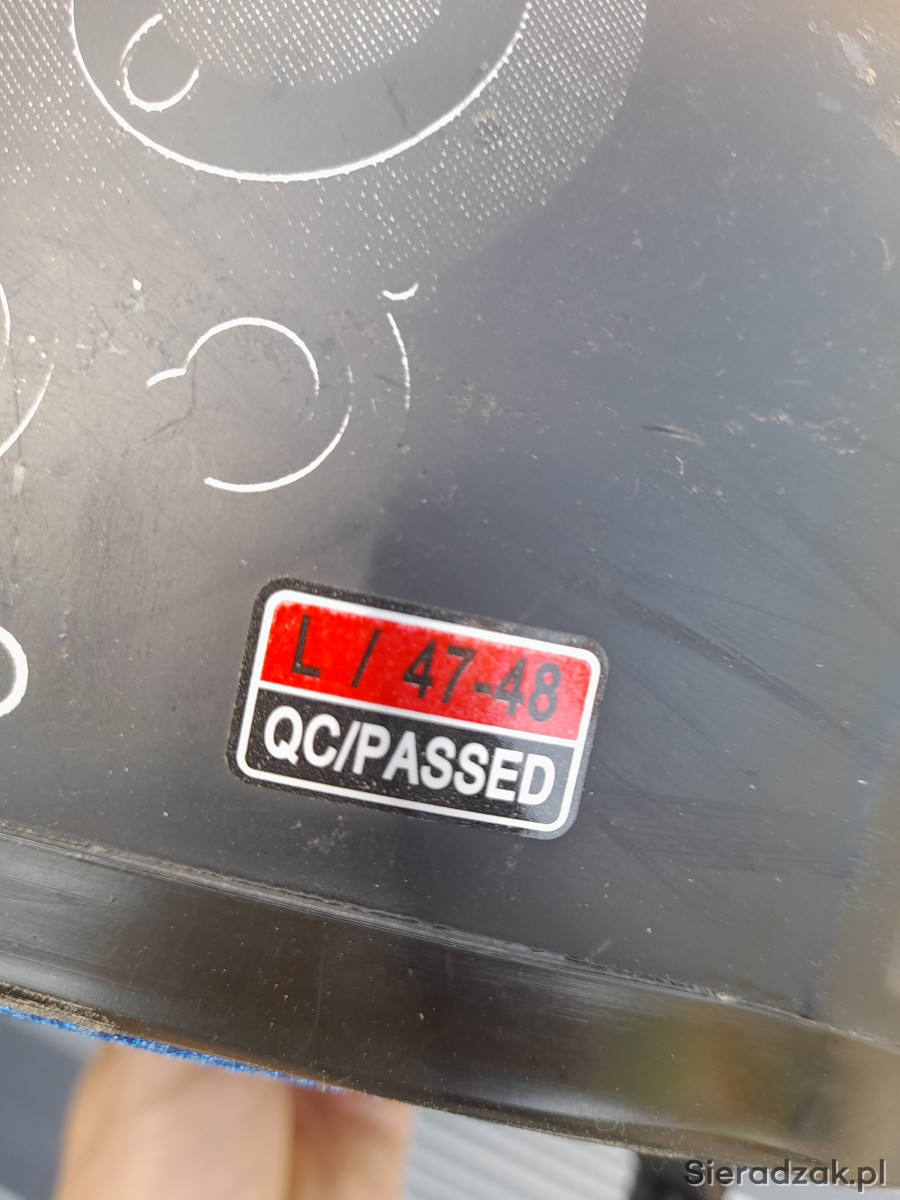 L / 47-48
QC/PASSED
Sieradzak.pl